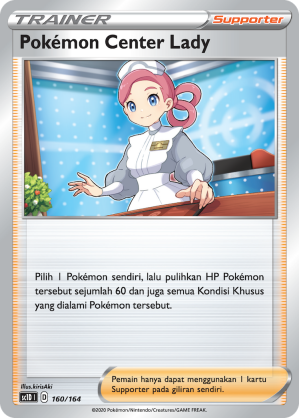 TRAINER Supporter
Pokémon Center Lady
Pilih 1 Pokémon sendiri, lalu pulihkan HP Pokémon
tersebut sejumlah 60 dan juga semua Kondisi Khusus
yang dialami Pokémon tersebut.
Illus.kirisAki
sc1D I D 160/164
Pemain hanya dapat menggunakan 1 kartu
Supporter pada giliran sendiri.
©2020 Pokémon/Nintendo/Creatures/GAME FREAK.